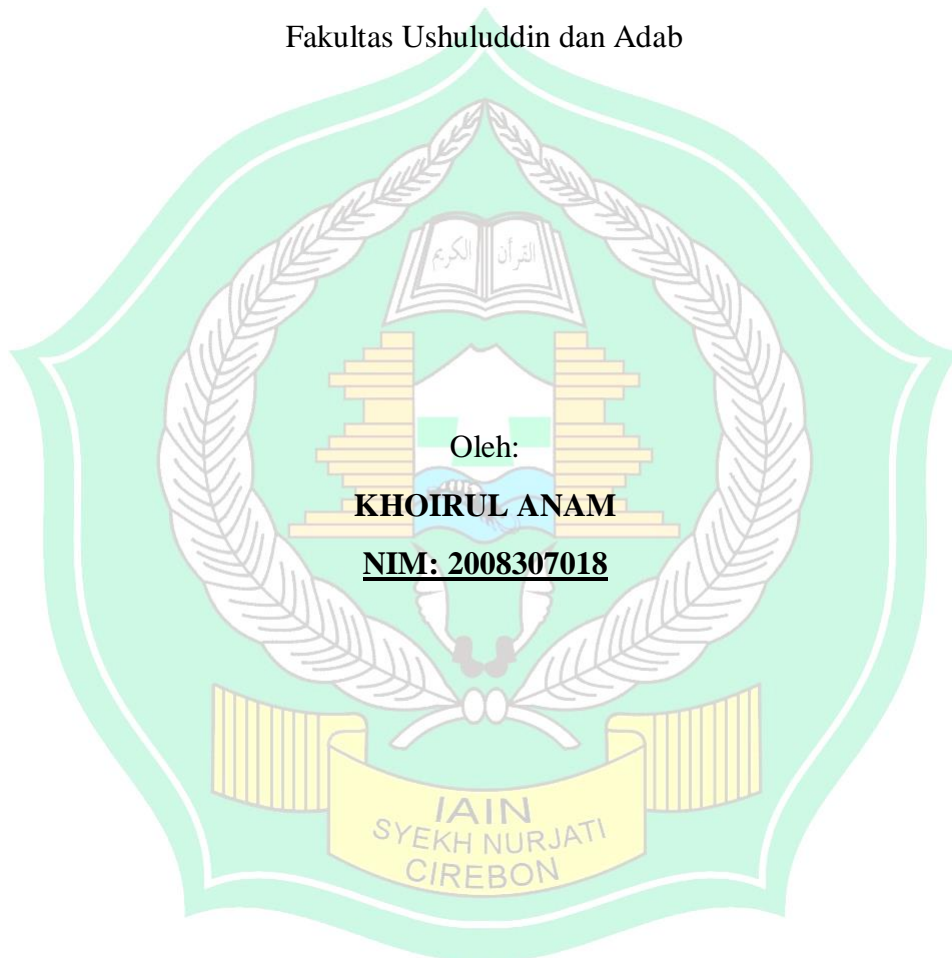 Fakultas Ushuluddin dan Adab
القرآن الكريم
Oleh:
KHOIRUL ANAM
NIM: 2008307018
IAIN
SYEKH NURJATI
CIREBON